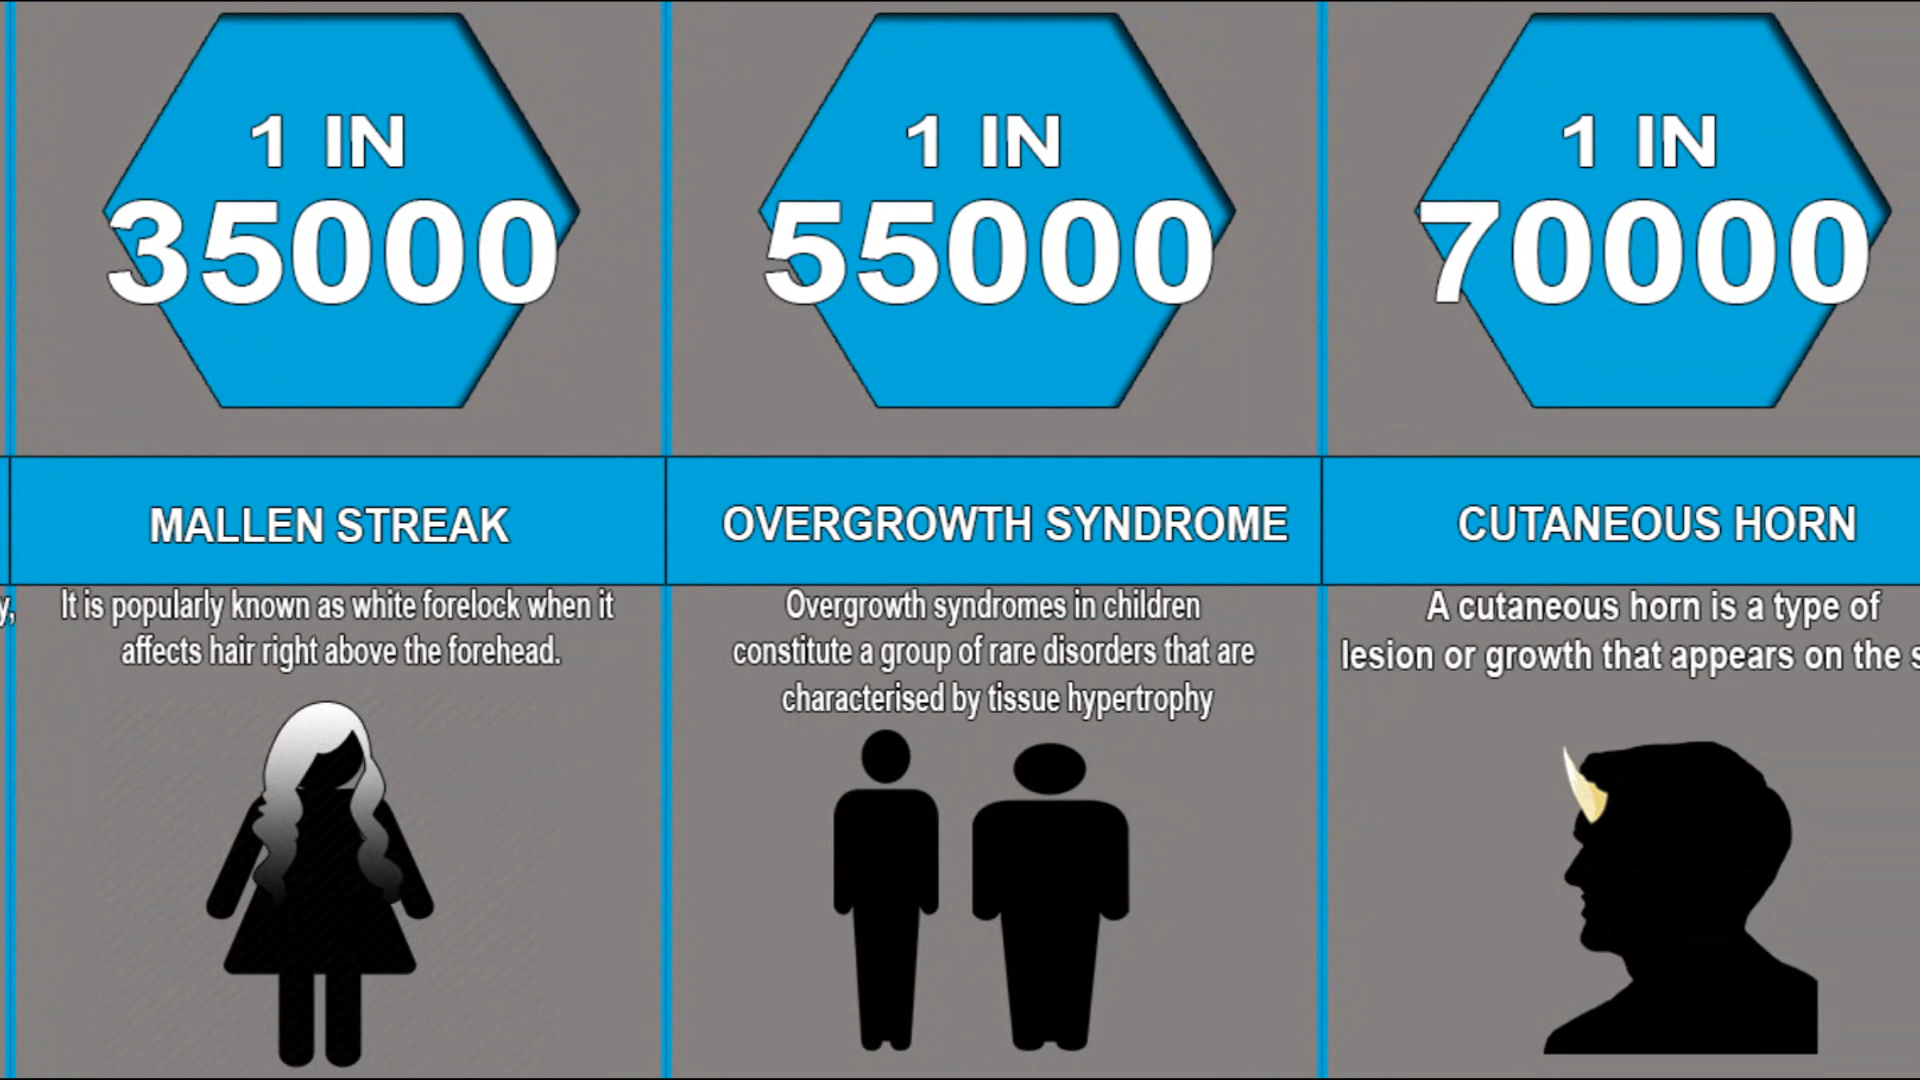 1 IN
35000
MALLEN STREAK
It is popularly known as white forelock when it
affects hair right above the forehead.
1 IN
55000
OVERGROWTH SYNDROME
Overgrowth syndromes in children
constitute a group of rare disorders that are
characterised by tissue hypertrophy
1 IN
70000
CUTANEOUS HORN
A cutaneous horn is a type of
lesion or growth that appears on the